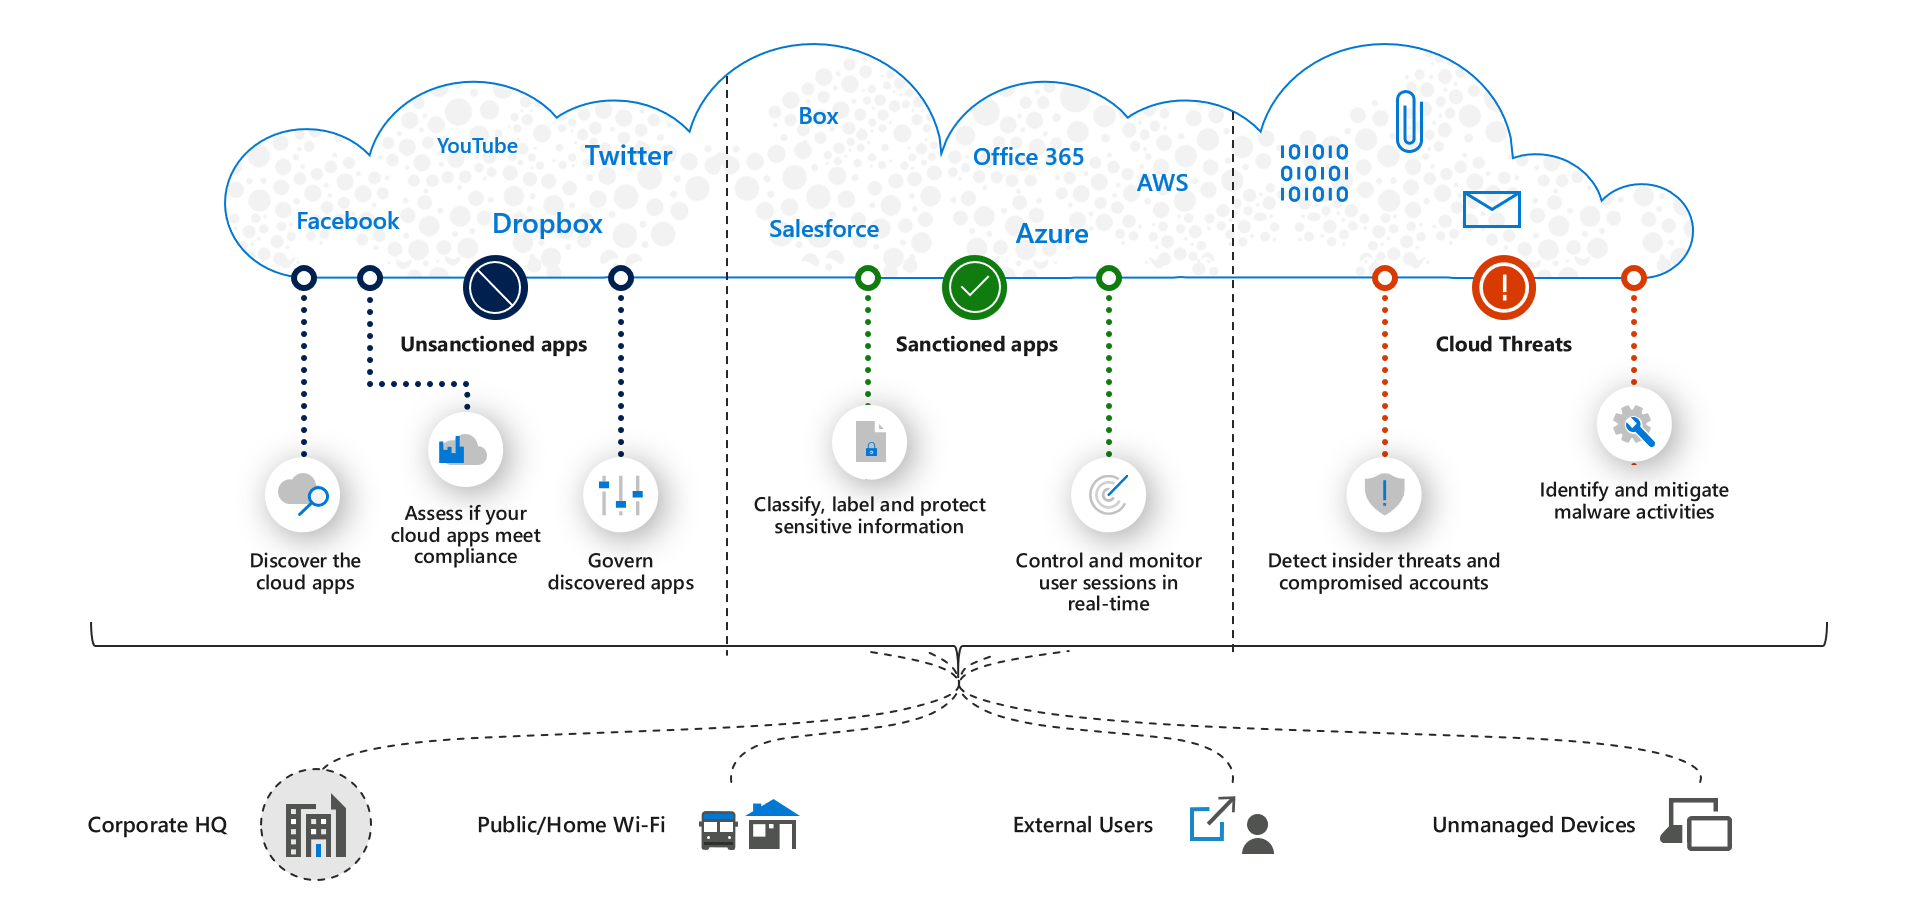 Box
YouTube
Twitter
Office 365
AWS
101010
010101
101010
Facebook
Dropbox
Salesforce
Azure
Unsanctioned apps
Sanctioned apps
Cloud Threats
Discover the
cloud apps
Assess if your
cloud apps meet
compliance
Govern
discovered apps
Classify, label and protect
sensitive information
Control and monitor
user sessions in
real-time
Detect insider threats and
compromised accounts
Identify and mitigate
malware activities
Corporate HQ
Public/Home Wi-Fi
External Users
Unmanaged Devices